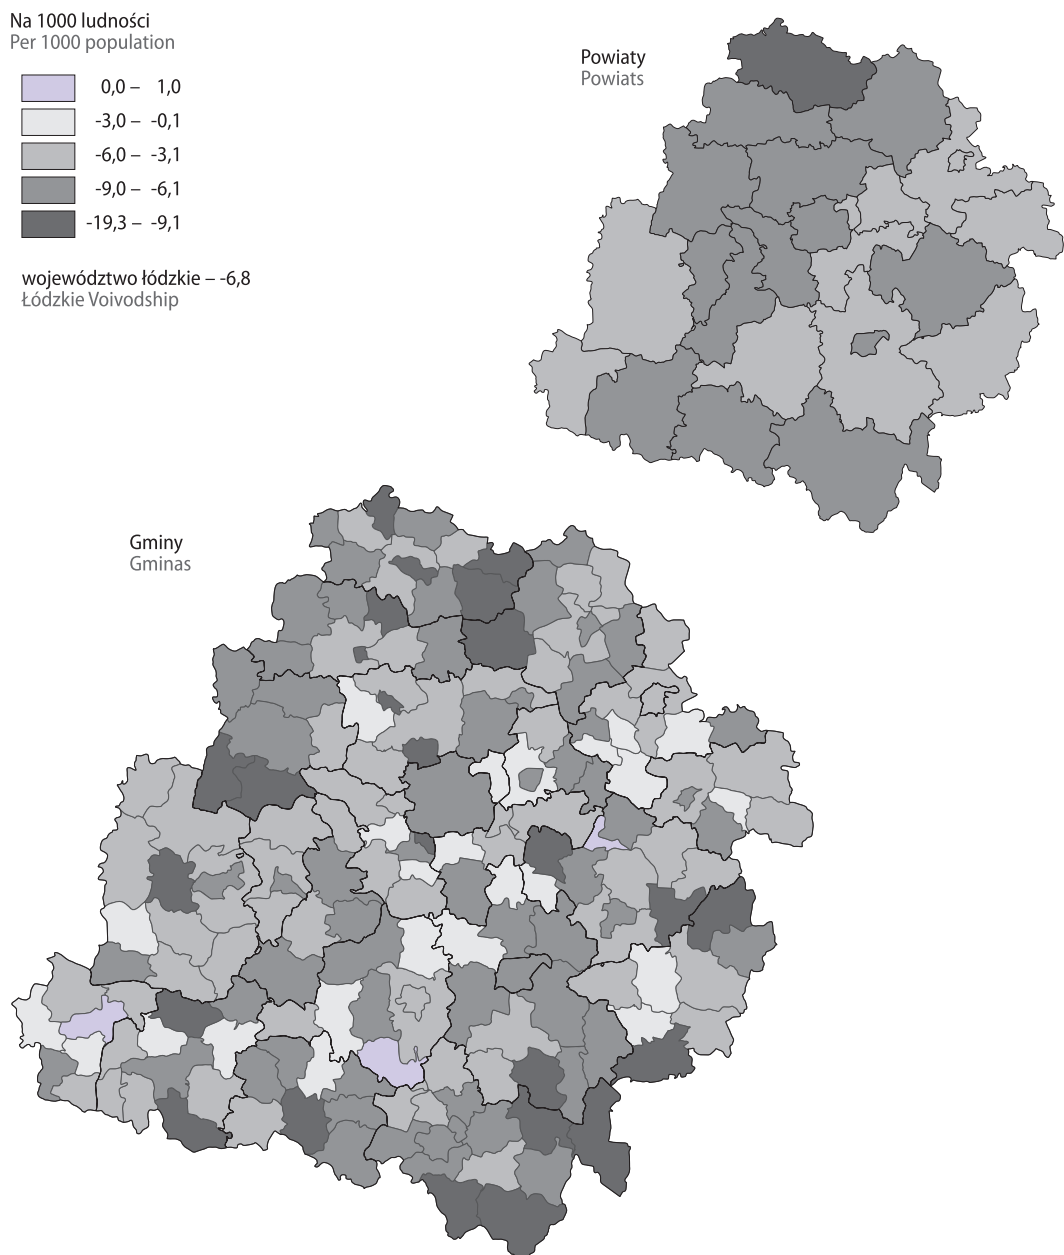 Na 1000 ludności
Per 1000 population
0,0 – 1,0
-3,0 – -0,1
-6,0 – -3,1
-9,0 – -6,1
-19,3 – -9,1
województwo łódzkie – -6,8
Łódzkie Voivodship
Powiaty
Powiats
Gminy
Gminas